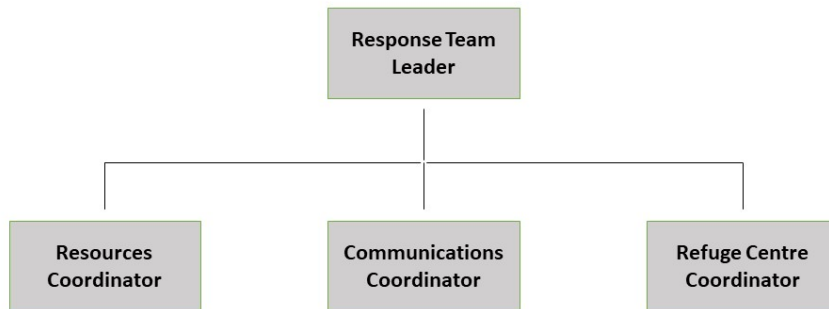 Response Team
Leader
Resources
Coordinator
Communications
Coordinator
Refuge Centre
Coordinator